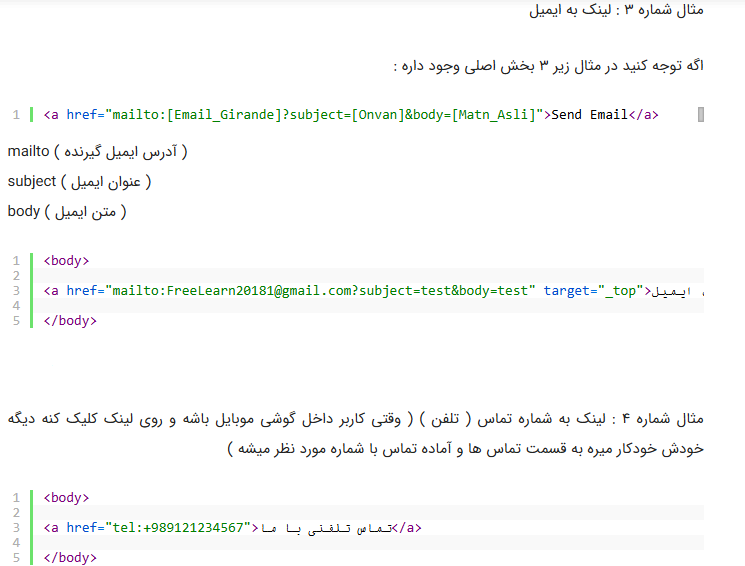 مثال شماره ۳ : لینک به ایمیل
اگه توجه کنید در مثال زیر ۳ بخش اصلی وجود داره :
1 <a href="mailto:[Email_Girande]?subject=[Onvan]&body=[Matn_Asli]">Send Email</a>
mailto ( آدرس ایمیل گیرنده )
subject ( عنوان ایمیل )
body ( متن ایمیل )
1 <body>
2
3 <a href="mailto:FreeLearn20181@gmail.com?subject=test&body=test" target="_top">ایمیل
4
5 </body>
مثال شماره ۴ : لینک به شماره تماس ( تلفن ) ( وقتی کاربر داخل گوشی موبایل باشه و روی لینک کلیک کنه دیگه
خودش خودکار میره به قسمت تماس ها و آماده تماس با شماره مورد نظر میشه )
1 <body>
2
3 <a href="tel:+989121234567">تماس تلفنی با ما</a>
4
5 </body>